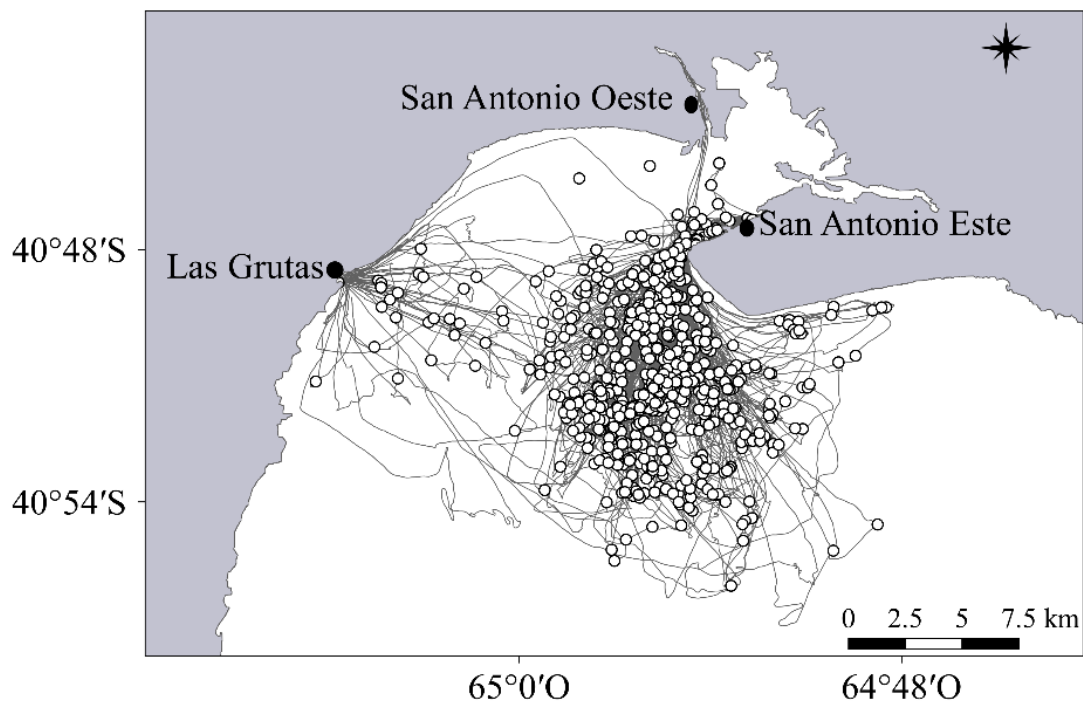 San Antonio Oeste
San Antonio Este
40°48′S
Las Grutas
40°54′S
0 2.5 5 7.5 km
65°0′O 64°48′O